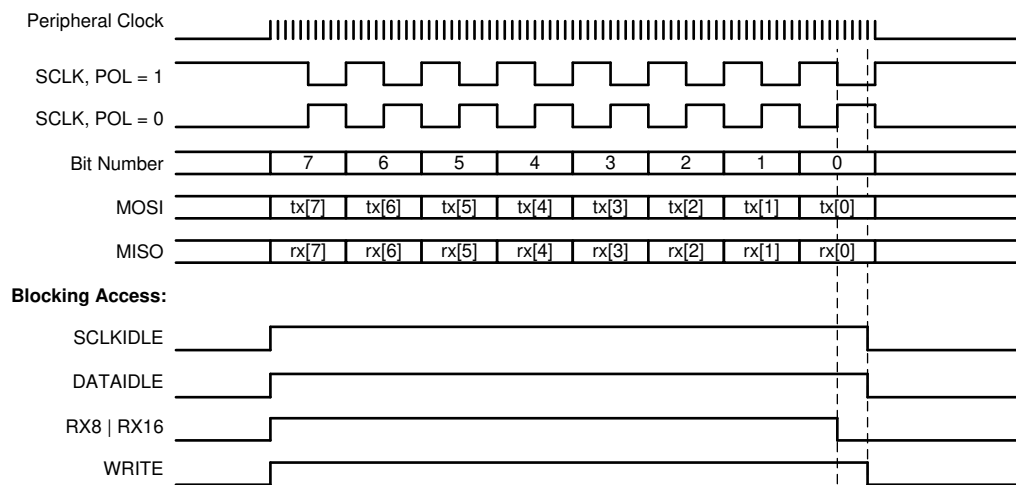 Peripheral Clock
SCLK, POL = 1
SCLK, POL = 0
Bit Number 7 6 5 4 3 2 1 0
MOSI tx[7] tx[6] tx[5] tx[4] tx[3] tx[2] tx[1] tx[0]
MISO rx[7] rx[6] rx[5] rx[4] rx[3] rx[2] rx[1] rx[0]
Blocking Access:
SCLKIDLE
DATAIDLE
RX8 | RX16
WRITE